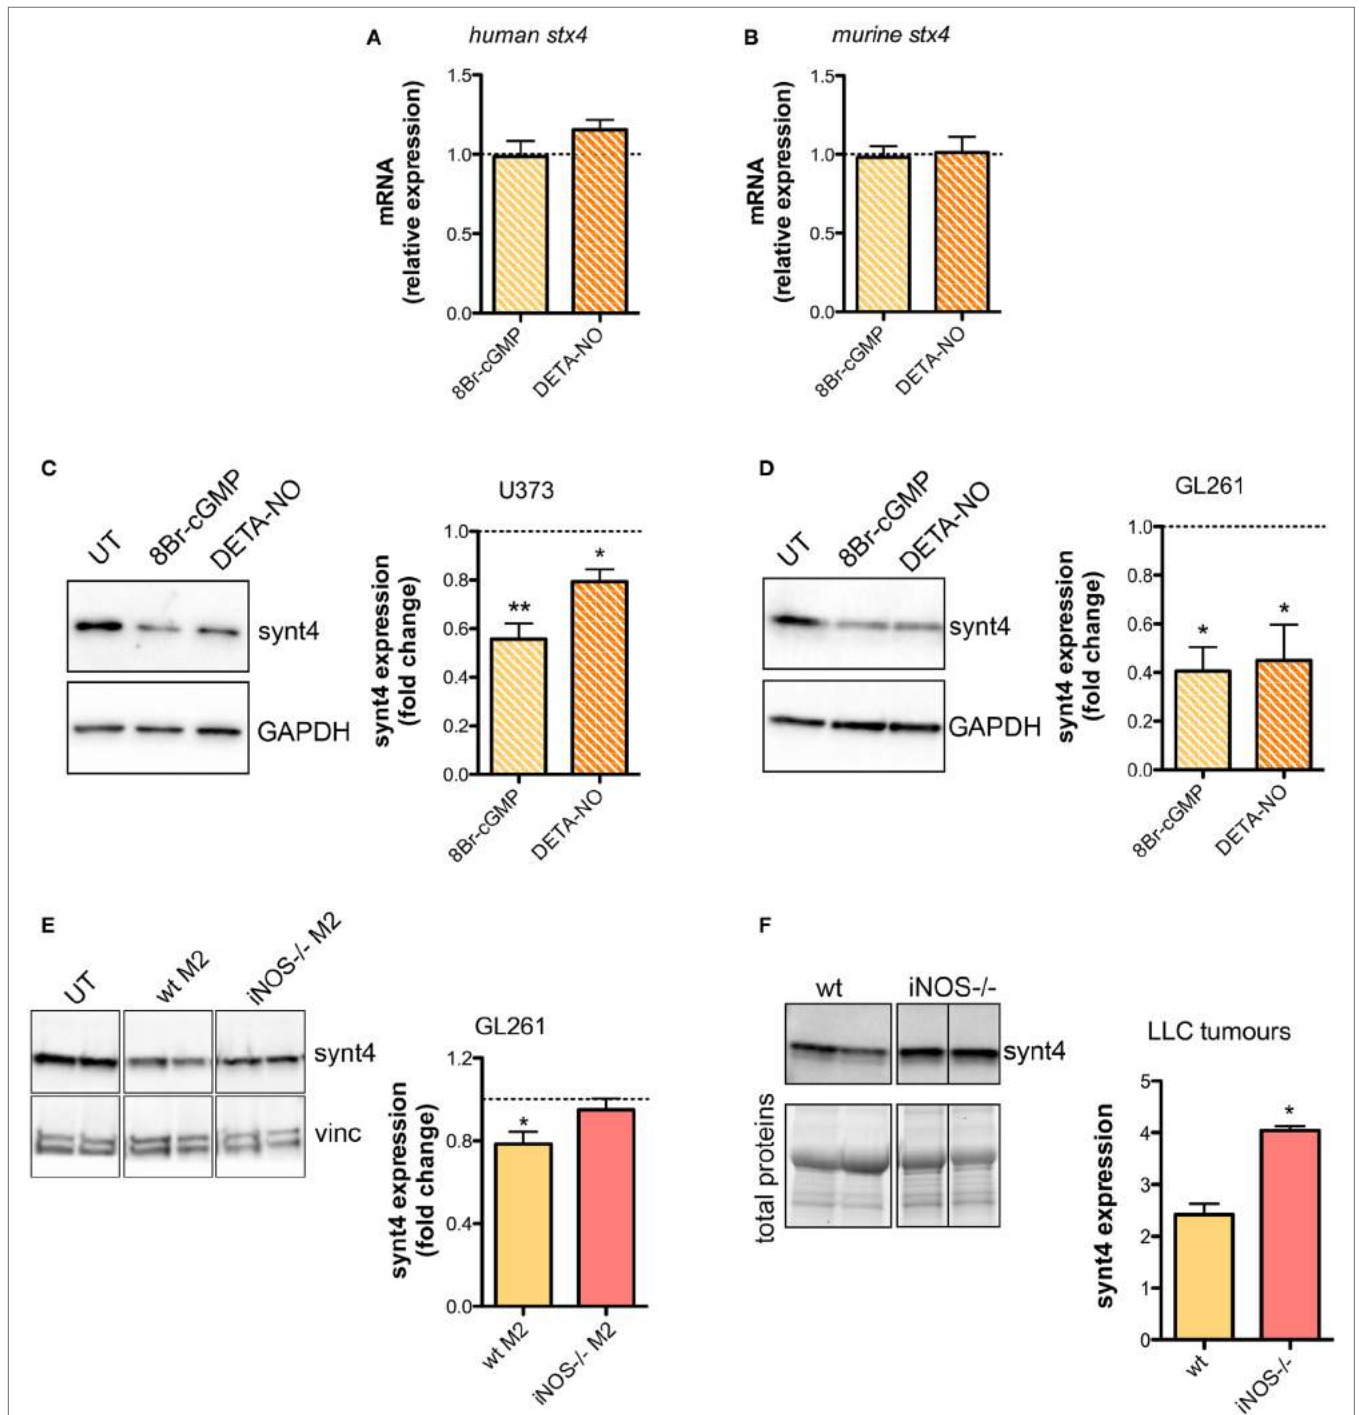 A
human stx4
mRNA
(relative expression)
1.5
1.0
0.5
0.0
8Br-cGMP
DETA-NO
B
murine stx4
mRNA
(relative expression)
1.5
1.0
0.5
0.0
8Br-cGMP
DETA-NO
C
UT
8Br-cGMP
DETA-NO
synt4
GAPDH
U373
synt4 expression
(fold change)
1.0
0.8
0.6
0.4
0.2
0.0
**
*
8Br-cGMP
DETA-NO
D
UT
8Br-cGMP
DETA-NO
synt4
GAPDH
GL261
synt4 expression
(fold change)
1.0
0.8
0.6
0.4
0.2
0.0
*
*
8Br-cGMP
DETA-NO
E
UT
wt M2
iNOS-/- M2
synt4
vinc
GL261
synt4 expression
(fold change)
1.2
0.8
0.4
0.0
*
wt M2
iNOS-/- M2
F
wt
iNOS-/-
synt4
total proteins
LLC tumours
synt4 expression
5
4
3
2
1
0
*
wt
iNOS-/-